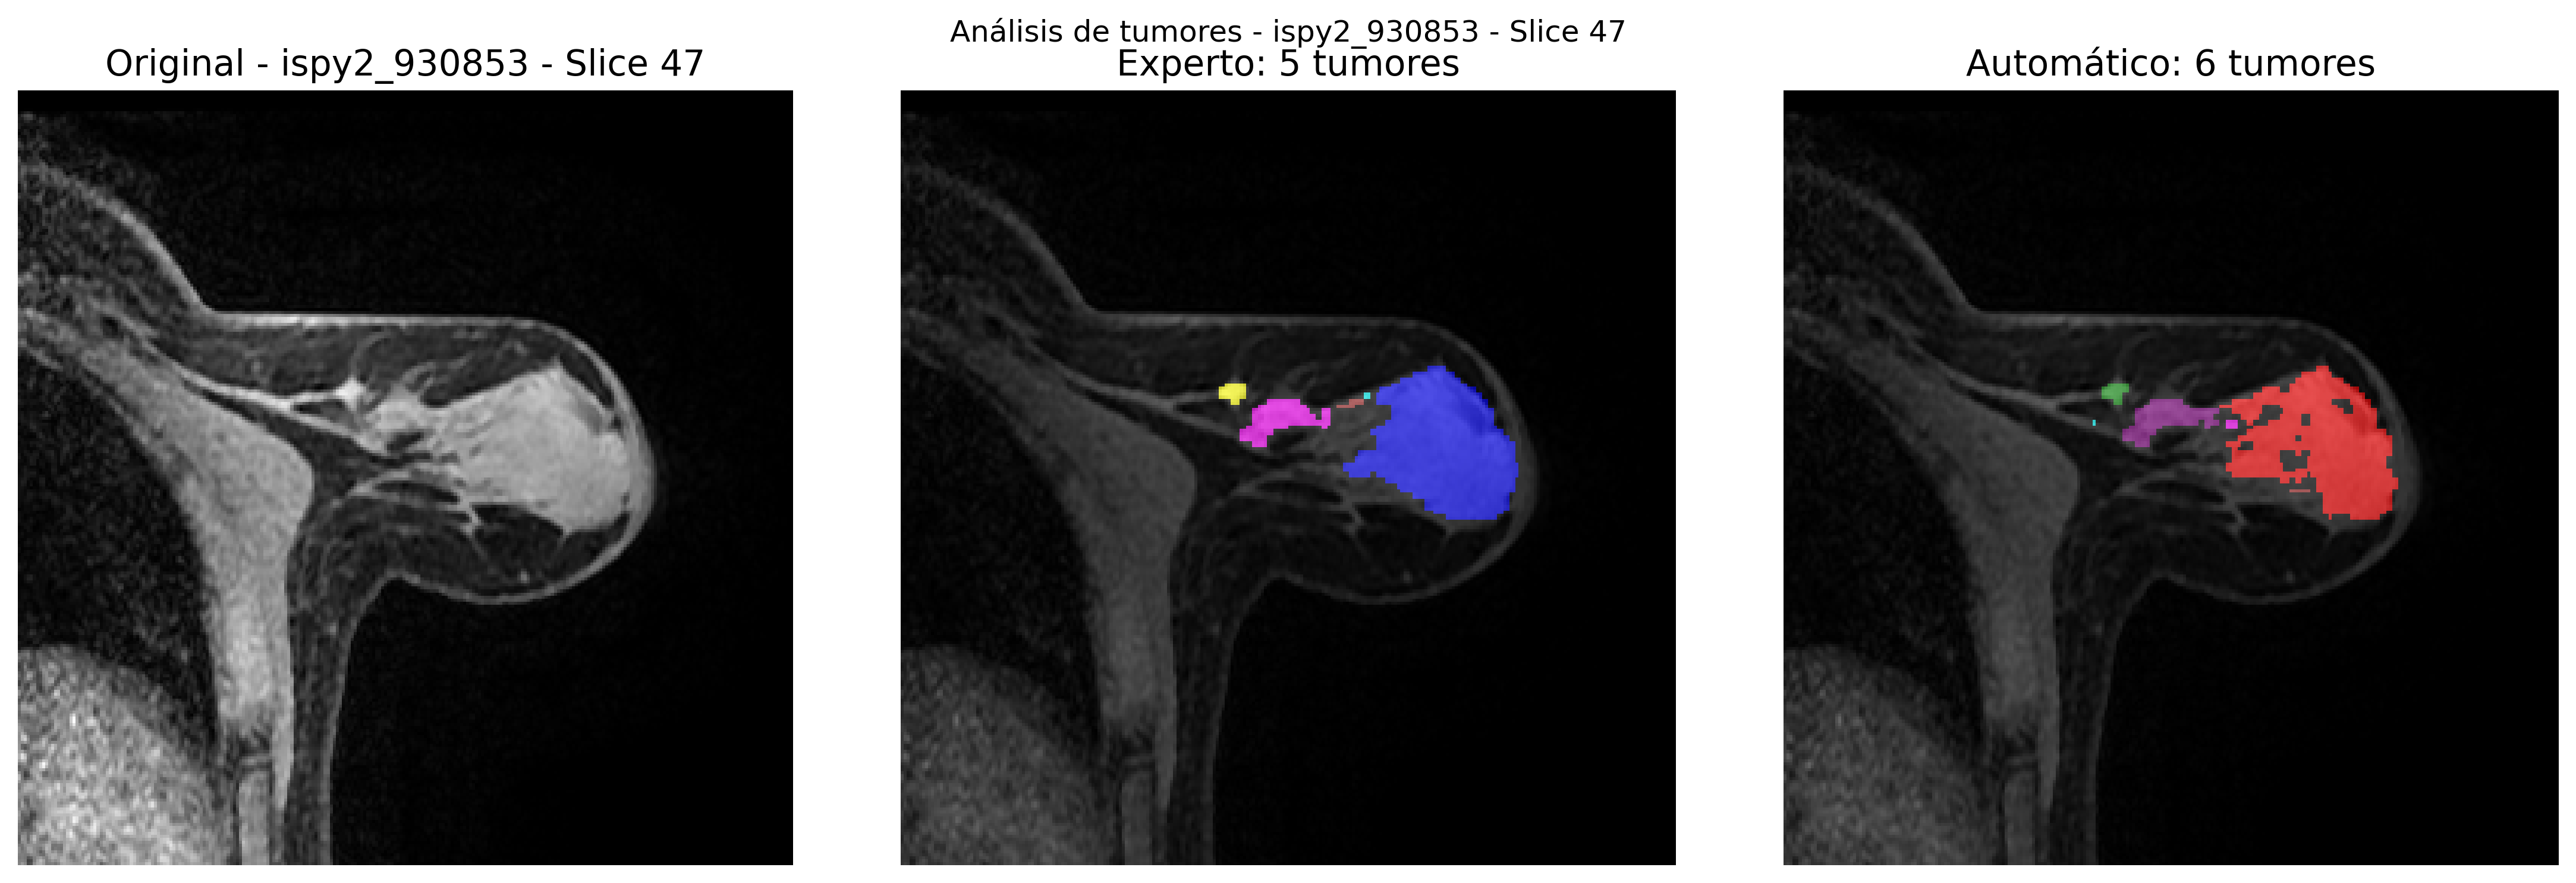 Análisis de tumores - ispy2_930853 - Slice 47
Original - ispy2_930853 - Slice 47
Experto: 5 tumores
Automático: 6 tumores